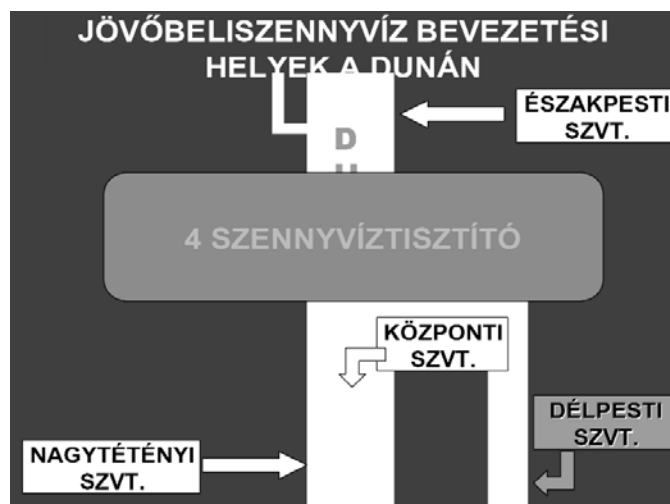 JÖVŐBELISZENNYVÍZ BEVEZETÉSI
HELYEK A DUNÁN
ÉSZAKPESTI
SZVT.
D
4 SZENNYVÍZTISZTÍTÓ
KÖZPONTI
SZVT.
DÉLPESTI
SZVT.
NAGYTÉTÉNYI
SZVT.